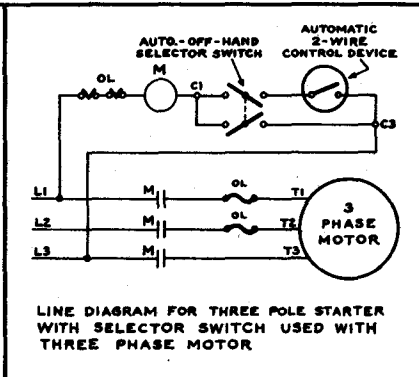 AUTO.-OFF-HAND
SELECTOR SWITCH
AUTOMATIC
2-WIRE
CONTROL DEVICE
OL
M
C1
C3
L1
M
OL
T1
L2
M
OL
T2
L3
M
T3
3
PHASE
MOTOR
LINE DIAGRAM FOR THREE POLE STARTER
WITH SELECTOR SWITCH USED WITH
THREE PHASE MOTOR